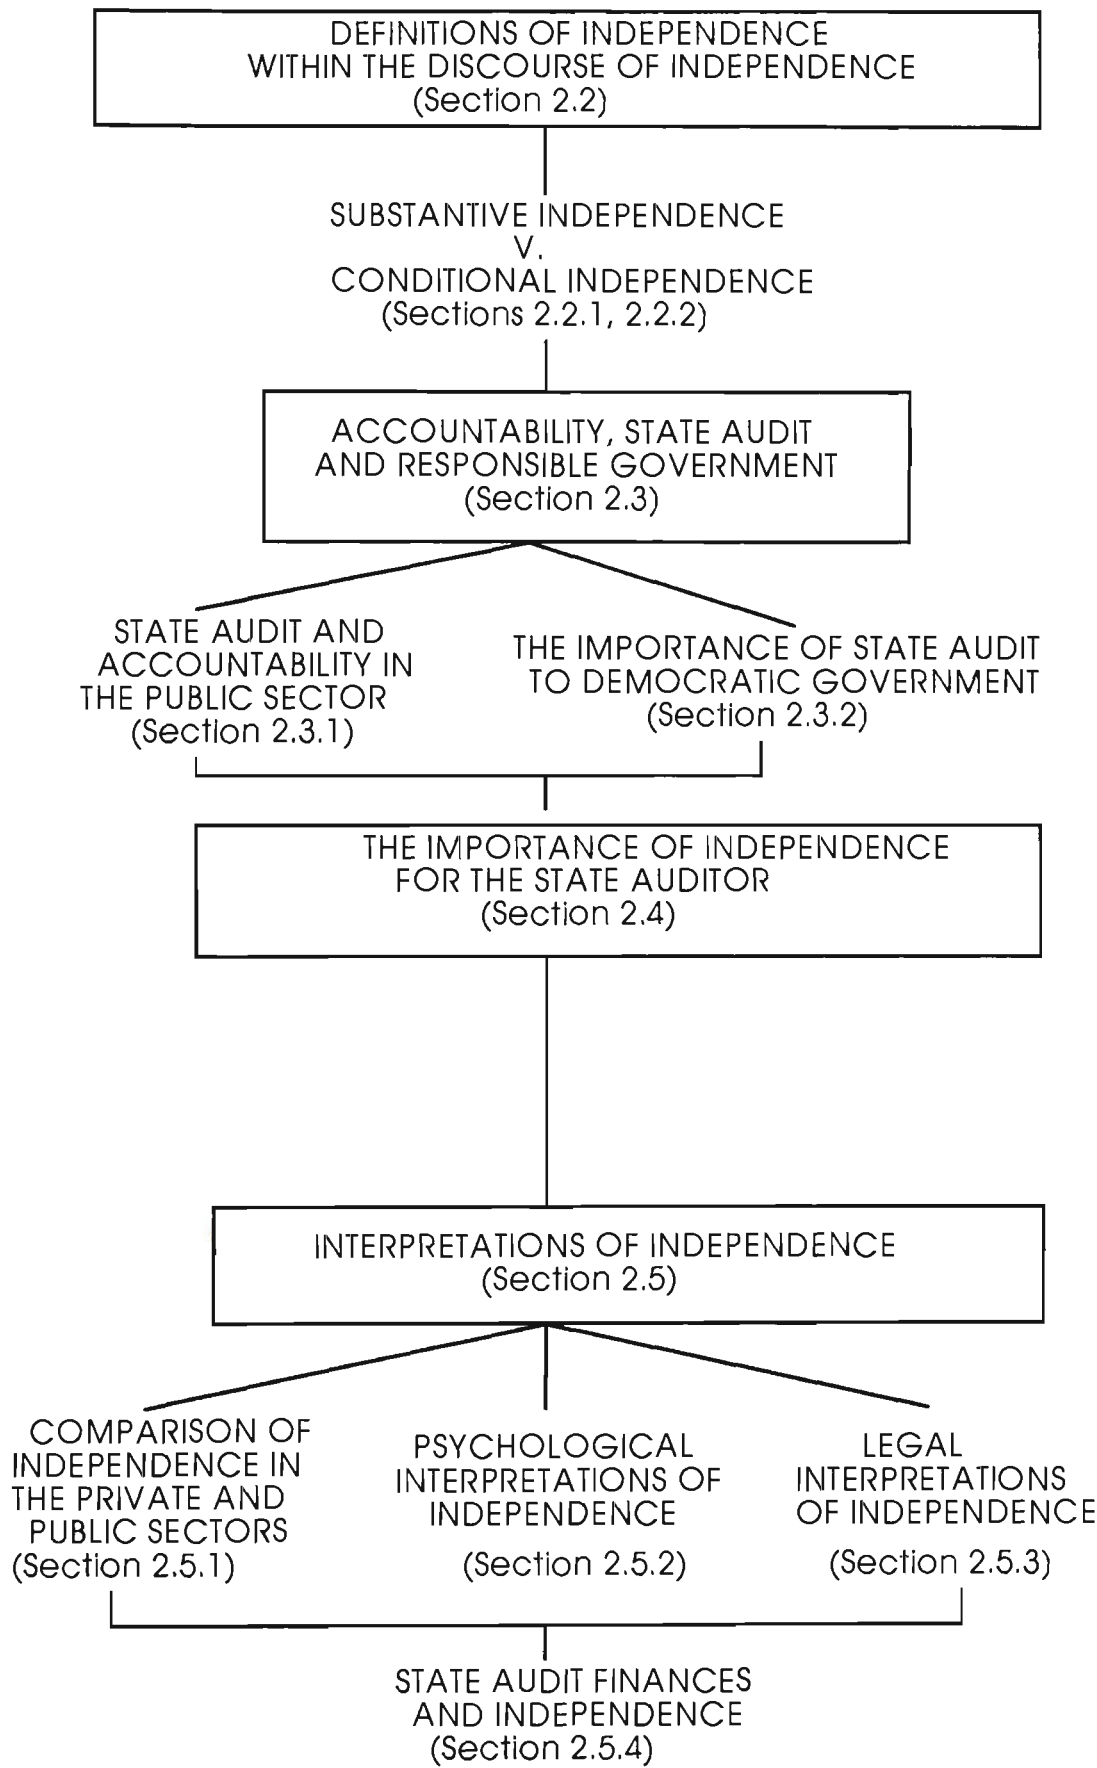 DEFINITIONS OF INDEPENDENCE
WITHIN THE DISCOURSE OF INDEPENDENCE
(Section 2.2)
SUBSTANTIVE INDEPENDENCE
V.
CONDITIONAL INDEPENDENCE
(Sections 2.2.1, 2.2.2)
ACCOUNTABILITY, STATE AUDIT
AND RESPONSIBLE GOVERNMENT
(Section 2.3)
STATE AUDIT AND
ACCOUNTABILITY IN
THE PUBLIC SECTOR
(Section 2.3.1)
THE IMPORTANCE OF STATE AUDIT
TO DEMOCRATIC GOVERNMENT
(Section 2.3.2)
THE IMPORTANCE OF INDEPENDENCE
FOR THE STATE AUDITOR
(Section 2.4)
INTERPRETATIONS OF INDEPENDENCE
(Section 2.5)
COMPARISON OF
INDEPENDENCE IN
THE PRIVATE AND
PUBLIC SECTORS
(Section 2.5.1)
PSYCHOLOGICAL
INTERPRETATIONS OF
INDEPENDENCE
(Section 2.5.2)
LEGAL
INTERPRETATIONS
OF INDEPENDENCE
(Section 2.5.3)
STATE AUDIT FINANCES
AND INDEPENDENCE
(Section 2.5.4)